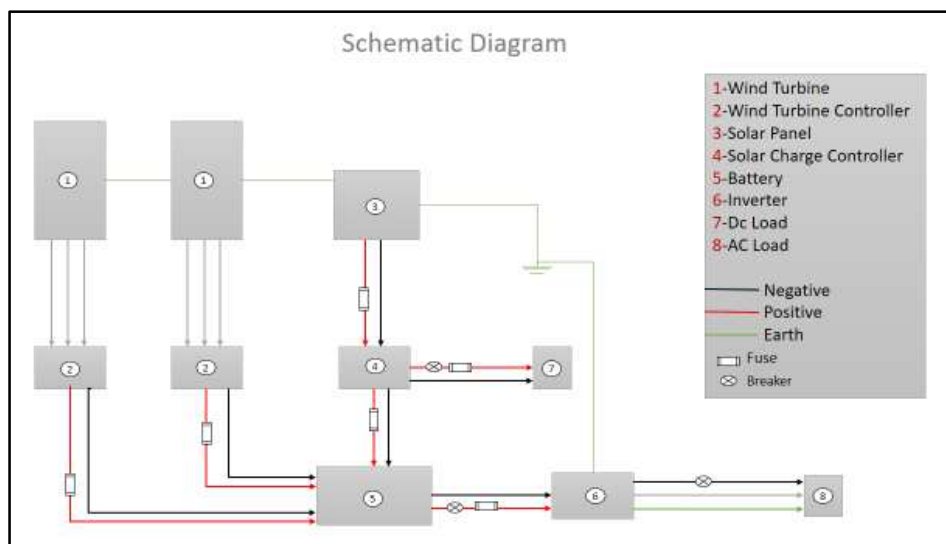 Schematic Diagram
1-Wind Turbine
2-Wind Turbine Controller
3-Solar Panel
4-Solar Charge Controller
5-Battery
6-Inverter
7-Dc Load
8-AC Load
Negative
Positive
Earth
Fuse
Breaker
1
1
3
2
2
4
7
5
6
8